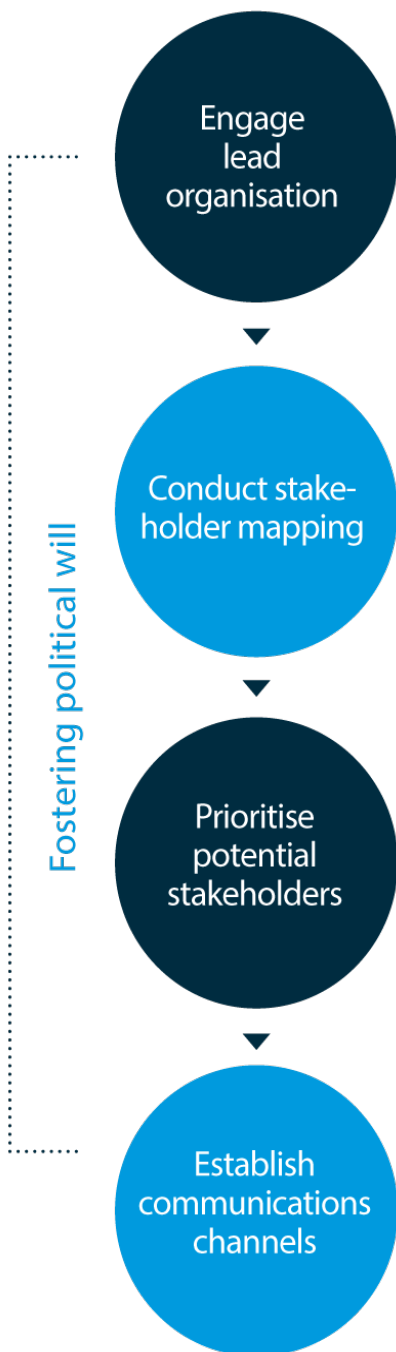 Engage
lead
organisation
Conduct stake-
holder mapping
Prioritise
potential
stakeholders
Establish
communications
channels
Fostering political will